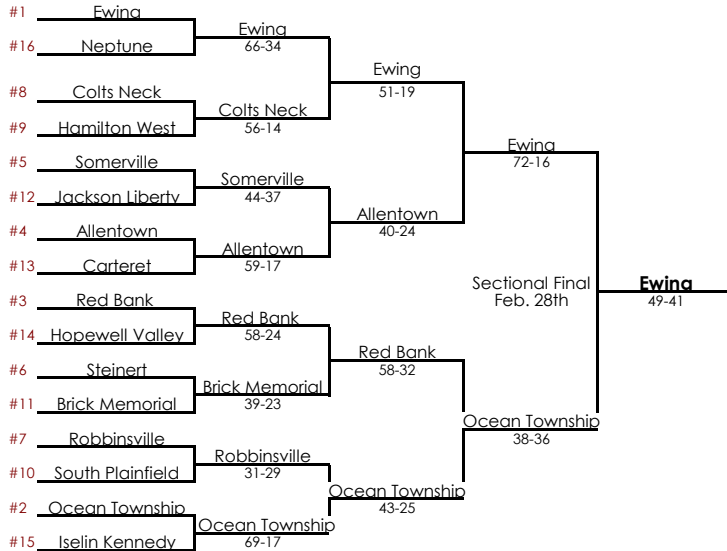 #1 Ewing
#16 Neptune
#8 Colts Neck
#9 Hamilton West
#5 Somerville
#12 Jackson Liberty
#4 Allentown
#13 Carteret
#3 Red Bank
#14 Hopewell Valley
#6 Steinert
#11 Brick Memorial
#7 Robbinsville
#10 South Plainfield
#2 Ocean Township
#15 Iselin Kennedy
Ewing
66-34
Colts Neck
56-14
Somerville
44-37
Allentown
59-17
Red Bank
58-24
Brick Memorial
39-23
Robbinsville
31-29
Ocean Township
69-17
Ewing
51-19
Allentown
40-24
Red Bank
58-32
Ocean Township
43-25
Ewing
72-16
Sectional Final
Feb. 28th
Ocean Township
38-36
Ewing
49-41